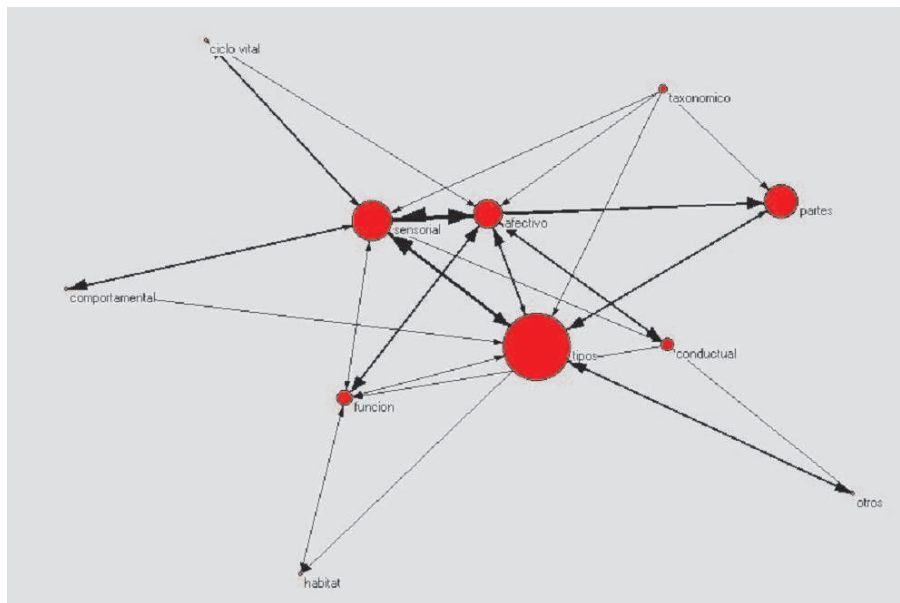 ciclo vital
taxonomico
partes
sensorial
afectivo
comportamental
tipos
conductual
funcion
otros
habitat